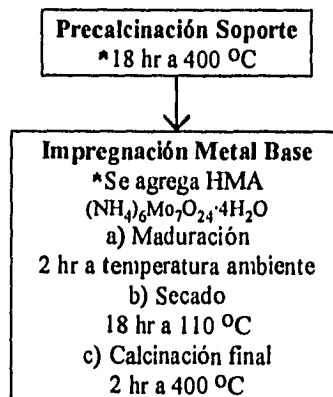 Precalcinación Soporte
*18 hr a 400 ºC
Impregnación Metal Base
*Se agrega HMA
(NH₄)₆Mo₇O₂₄·4H₂O
a) Maduración
2 hr a temperatura ambiente
b) Secado
18 hr a 110 ºC
c) Calcinación final
2 hr a 400 ºC